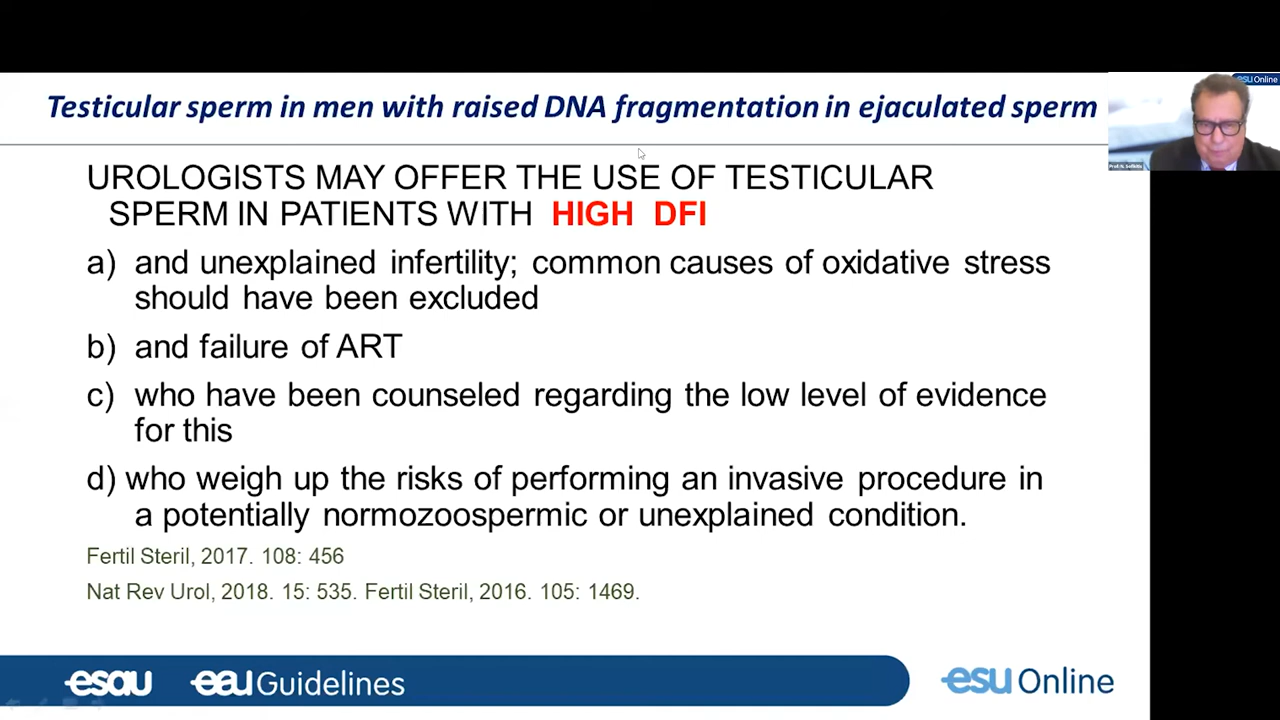 Testicular sperm in men with raised DNA fragmentation in ejaculated sperm
esu Online
Prof. N. Sofikitis
UROLOGISTS MAY OFFER THE USE OF TESTICULAR
SPERM IN PATIENTS WITH HIGH DFI
a) and unexplained infertility; common causes of oxidative stress
should have been excluded
b) and failure of ART
c) who have been counseled regarding the low level of evidence
for this
d) who weigh up the risks of performing an invasive procedure in
a potentially normozoospermic or unexplained condition.
Fertil Steril, 2017. 108: 456
Nat Rev Urol, 2018. 15: 535. Fertil Steril, 2016. 105: 1469.
esau eau Guidelines
esu Online